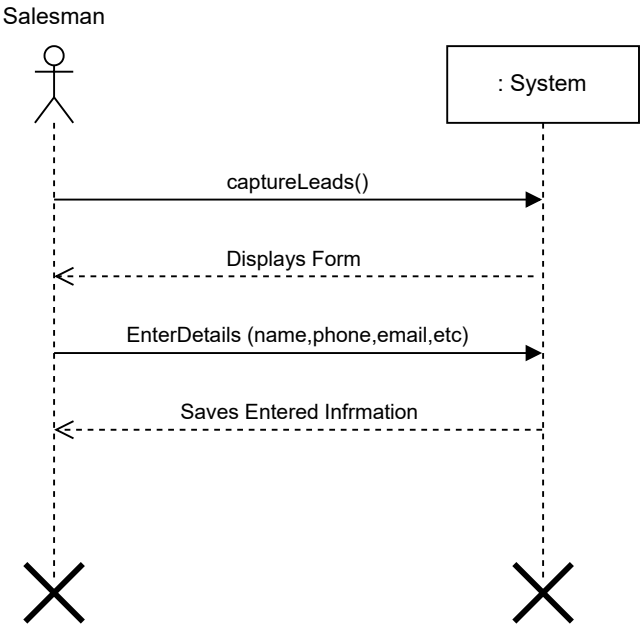 Salesman
: System
captureLeads()
Displays Form
EnterDetails (name,phone,email,etc)
Saves Entered Infrmation